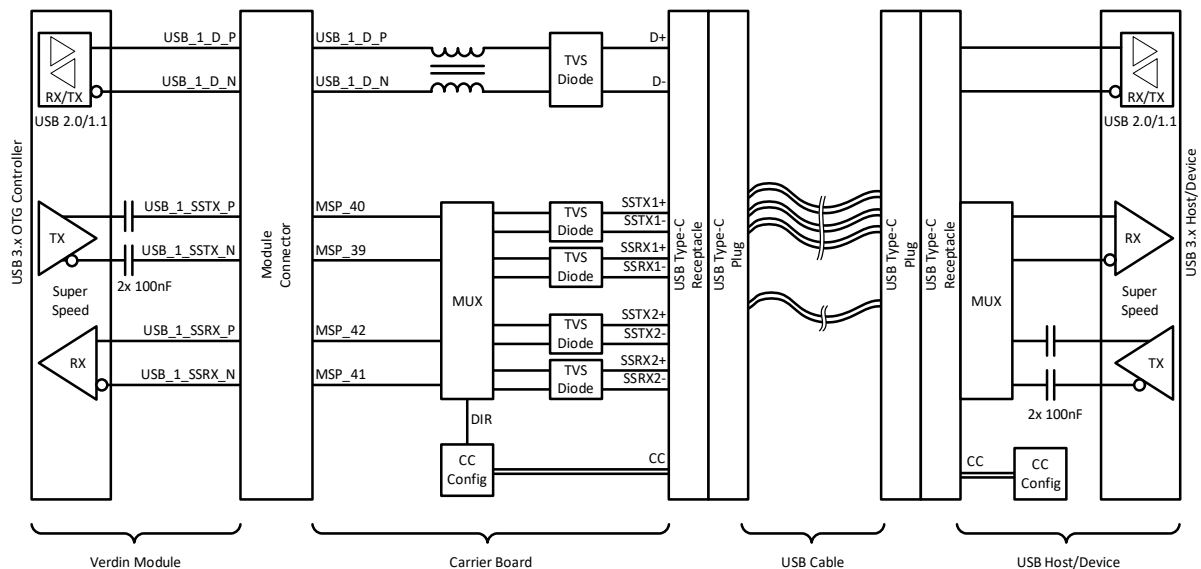 USB 3.x OTG Controller
RX/TX
USB 2.0/1.1
TX
Super
Speed
RX
2x 100nF
USB_1_D_P
USB_1_D_N
USB_1_SSTX_P
USB_1_SSTX_N
USB_1_SSRX_P
USB_1_SSRX_N
Module
Connector
USB_1_D_P
USB_1_D_N
MSP_40
MSP_39
MSP_42
MSP_41
MUX
DIR
CC
Config
TVS
Diode
TVS
Diode
TVS
Diode
TVS
Diode
TVS
Diode
D+
D-
SSTX1+
SSTX1-
SSRX1+
SSRX1-
SSTX2+
SSTX2-
SSRX2+
SSRX2-
CC
USB Type-C
Receptacle
USB Type-C
Plug
USB Type-C
Plug
USB Type-C
Receptacle
MUX
CC
CC
Config
2x 100nF
RX/TX
USB 2.0/1.1
RX
Super
Speed
TX
USB 3.x Host/Device
Verdin Module
Carrier Board
USB Cable
USB Host/Device